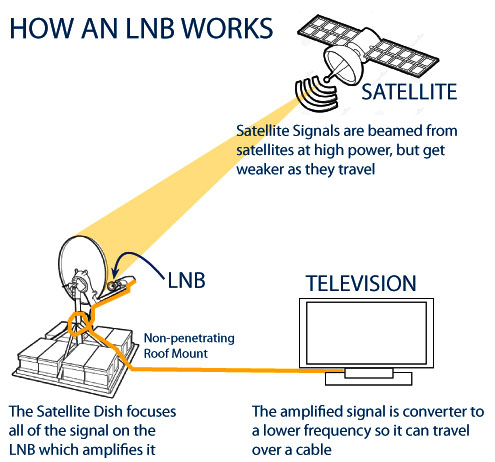 HOW AN LNB WORKS
SATELLITE
Satellite Signals are beamed from
satellites at high power, but get
weaker as they travel
LNB
TELEVISION
Non-penetrating
Roof Mount
The Satellite Dish focuses
all of the signal on the
LNB which amplifies it
The amplified signal is converter to
a lower frequency so it can travel
over a cable